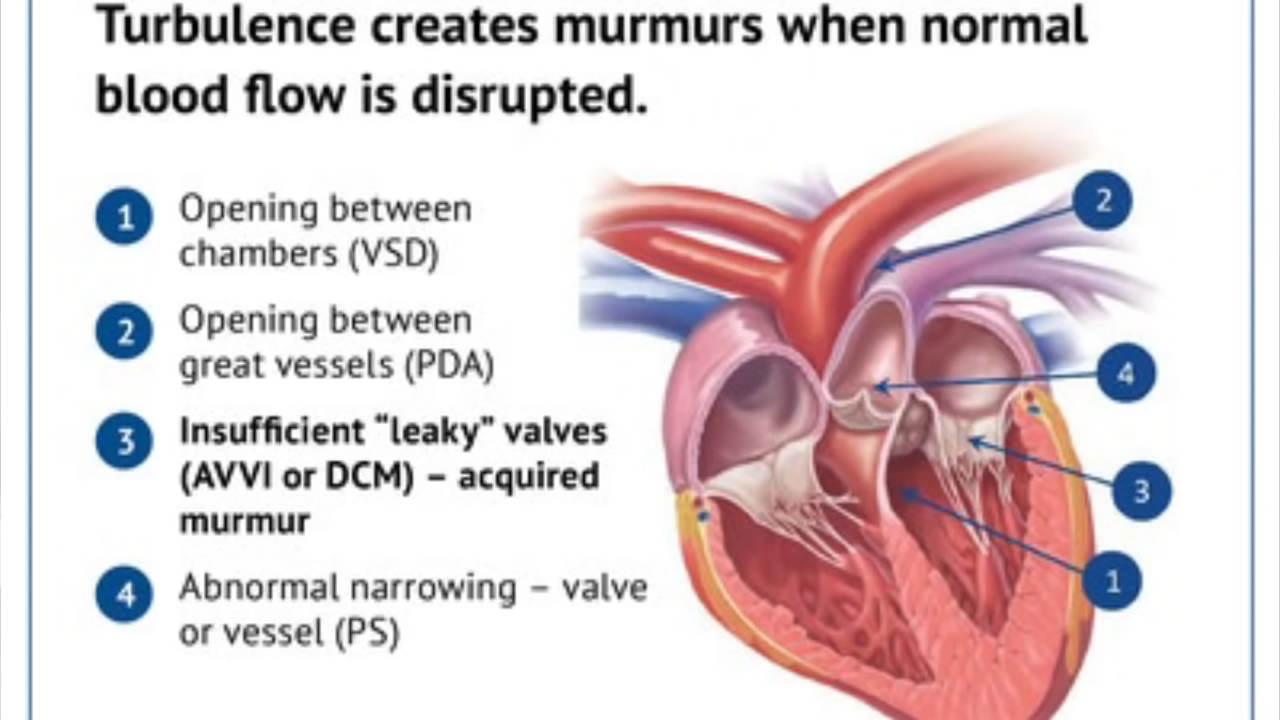 Turbulence creates murmurs when normal
blood flow is disrupted.
1 Opening between
chambers (VSD)
2 Opening between
great vessels (PDA)
3 Insufficient “leaky” valves
(AVVI or DCM) – acquired
murmur
4 Abnormal narrowing – valve
or vessel (PS)
2
4
3
1